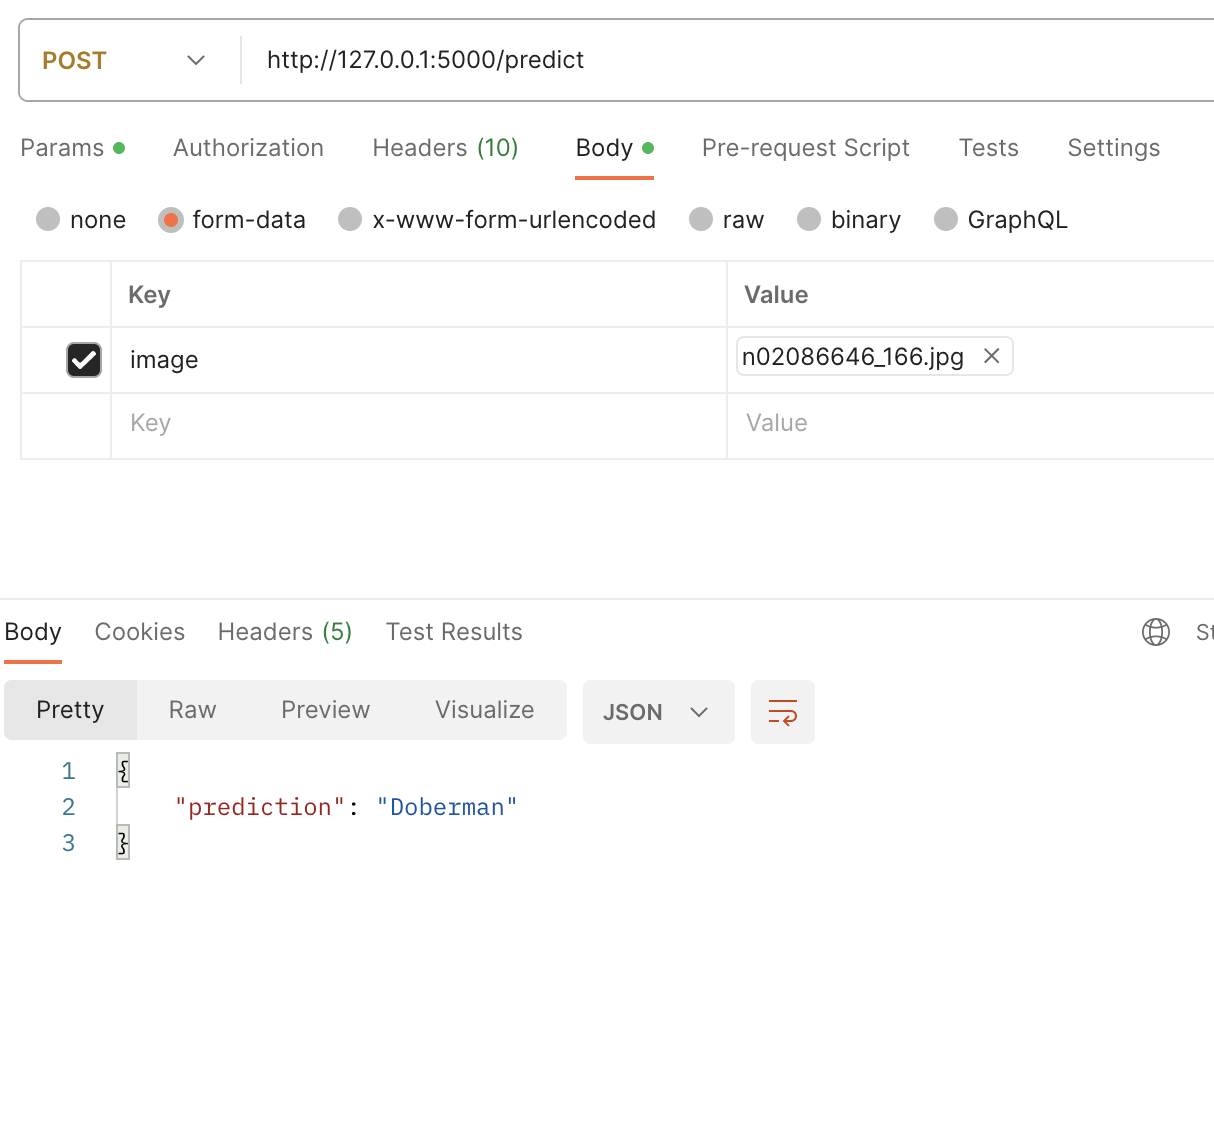 POST http://127.0.0.1:5000/predict
Params Authorization Headers (10) Body Pre-request Script Tests Settings
none form-data x-www-form-urlencoded raw binary GraphQL
Key Value
image n02086646_166.jpg
Key Value
Body Cookies Headers (5) Test Results St
Pretty Raw Preview Visualize JSON
1 {
2 "prediction": "Doberman"
3 }